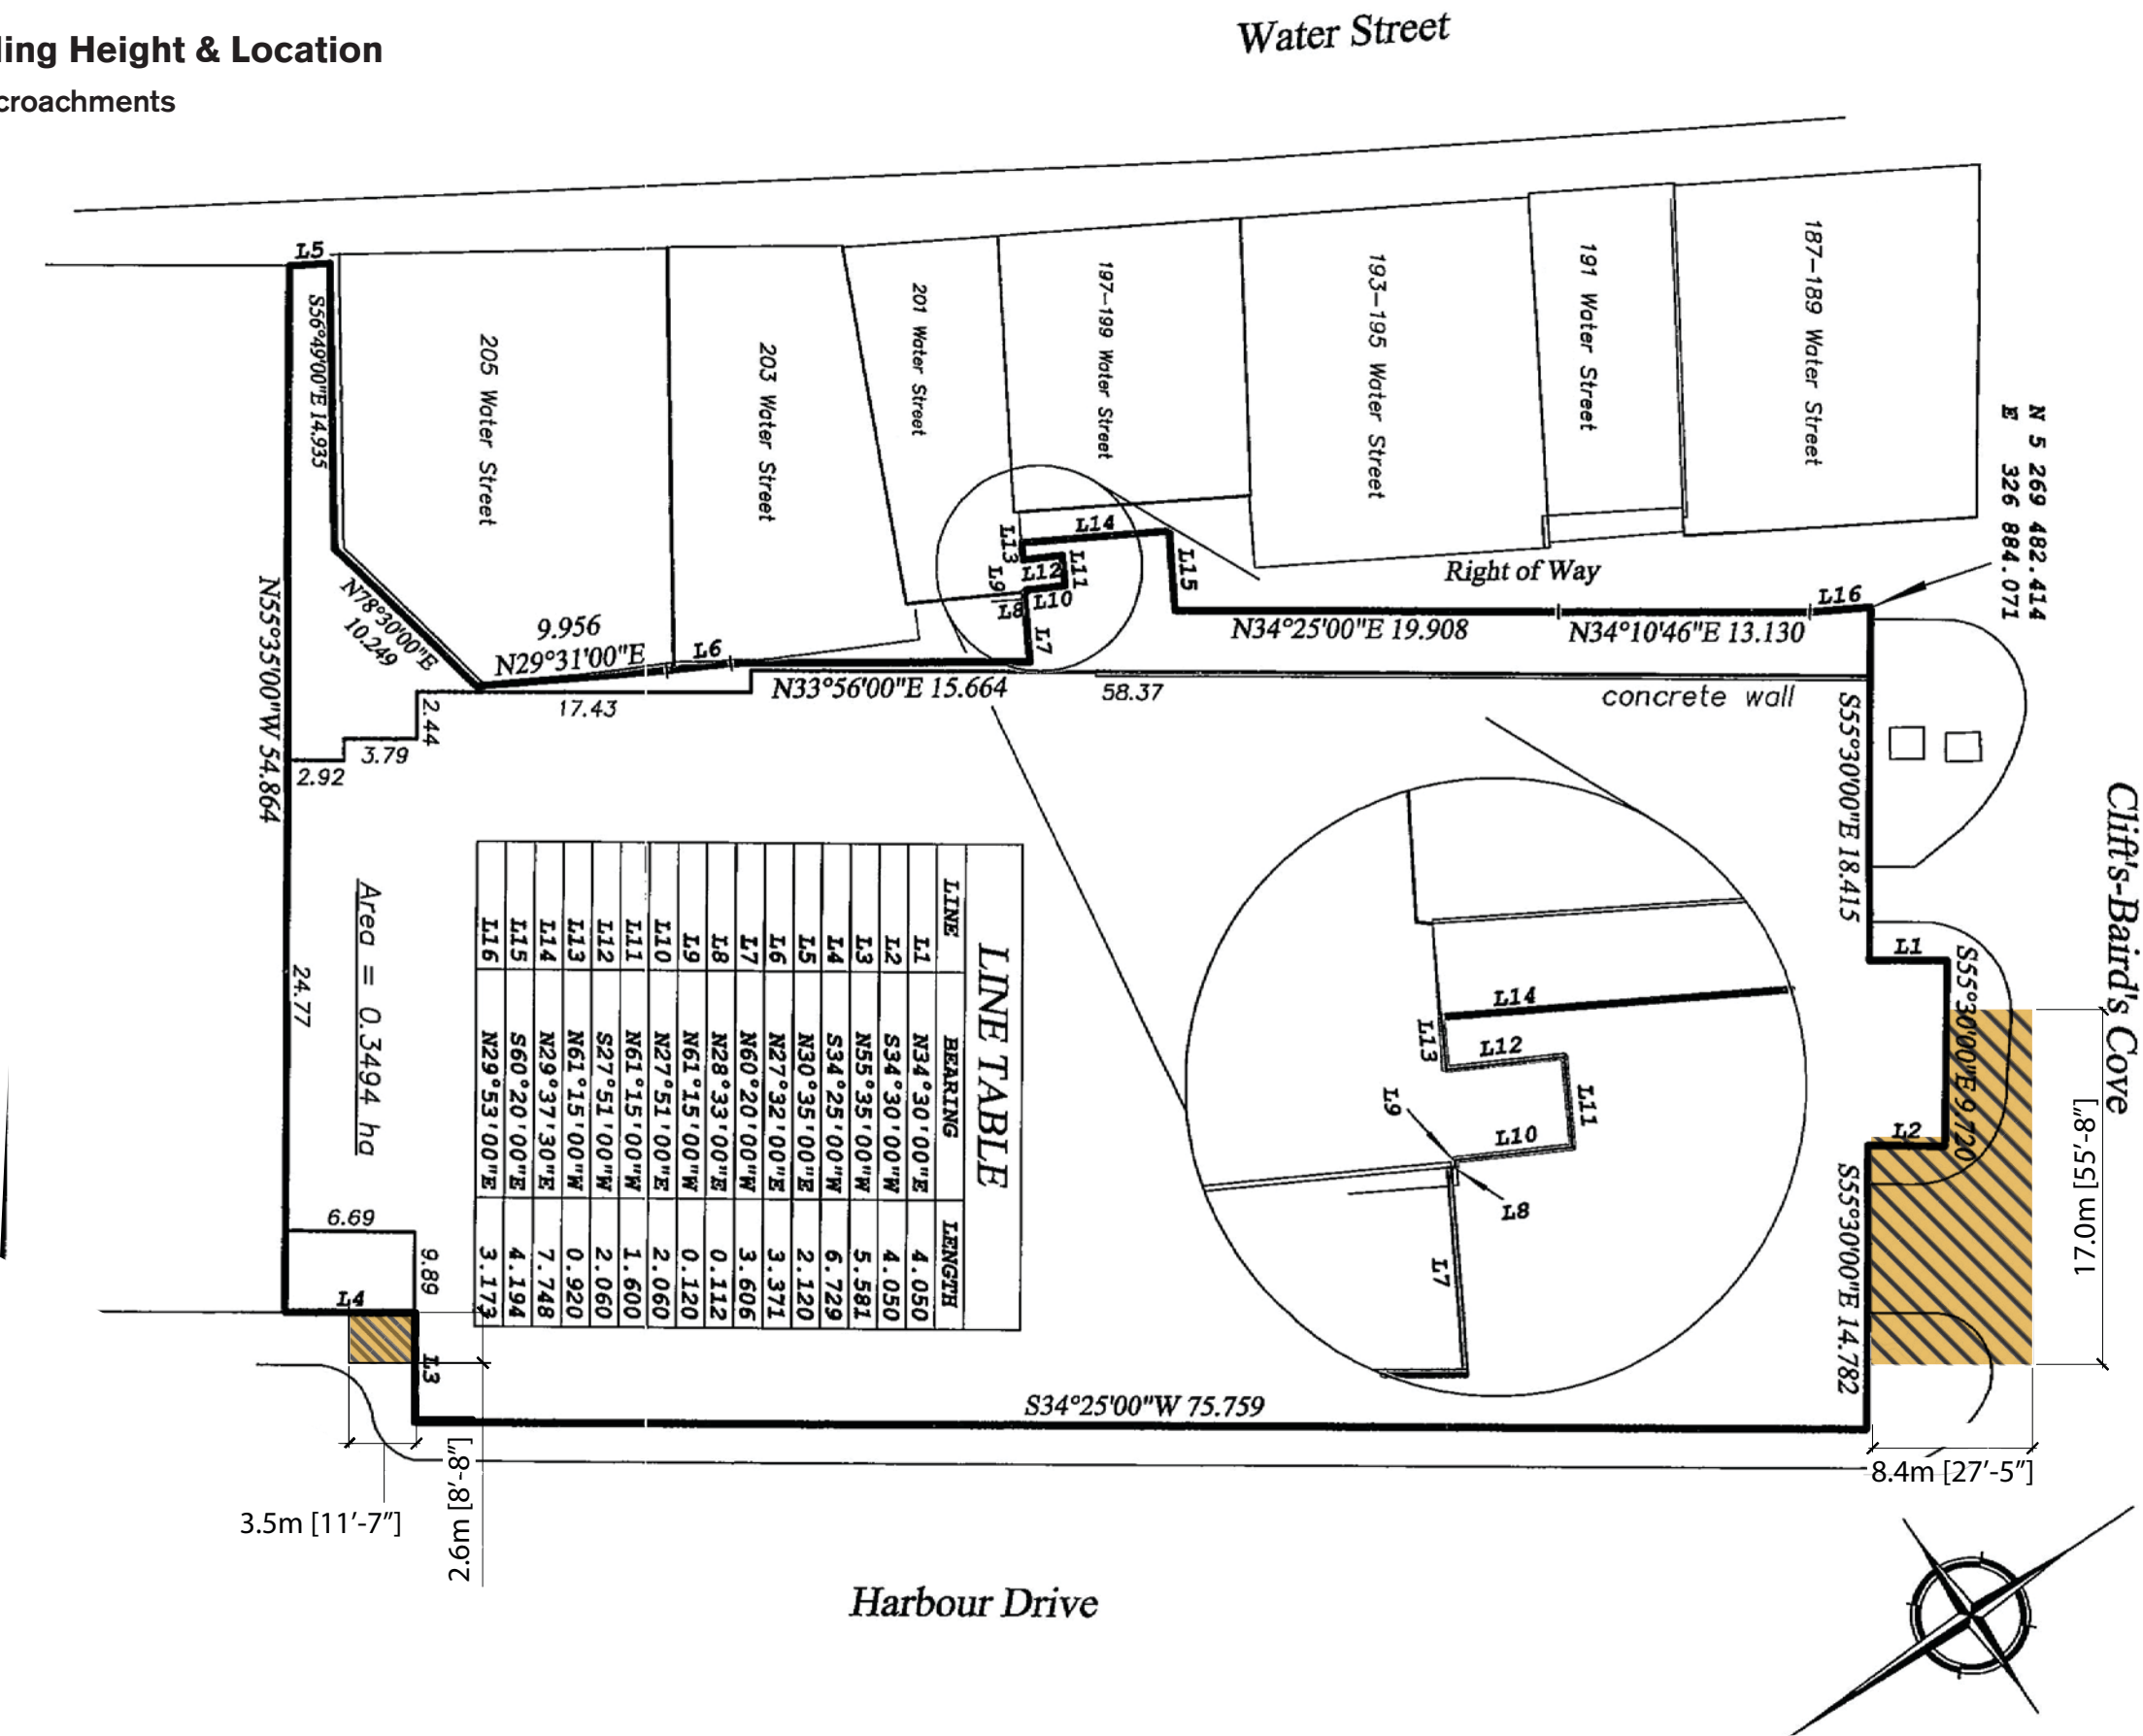 ling Height & Location
croachments
Water Street
L5
S56°49'00"E 14.935
205 Water Street
203 Water Street
201 Water Street
197-199 Water Street
193-195 Water Street
191 Water Street
187-189 Water Street
N 5 269 482.414
E 326 884.071
N55°35'00"W 54.864
N78°30'00"E
10.249
9.956
N29°31'00"E
L6
L13
L14
L15
L12
L11
L9
L10
L8
L7
Right of Way
L16
N34°25'00"E 19.908
N34°10'46"E 13.130
N33°56'00"E 15.664
58.37
concrete wall
17.43
2.44
3.79
2.92
S55°30'00"E 18.415
Clift's-Baird's Cove
L1
S55°30'00"E 9.720
L2
S55°30'00"E 14.782
17.0m [55'-8"]
8.4m [27'-5"]
24.77
Area = 0.3494 ha
LINE TABLE
LINE BEARING LENGTH
L1 N34°30'00"E 4.050
L2 S34°30'00"W 4.050
L3 N55°35'00"W 5.581
L4 S34°25'00"W 6.729
L5 N30°35'00"E 2.120
L6 N27°32'00"E 3.371
L7 N60°20'00"W 3.606
L8 N28°33'00"E 0.112
L9 N61°15'00"W 0.120
L10 N27°51'00"E 2.060
L11 N61°15'00"W 1.600
L12 S27°51'00"W 2.060
L13 N61°15'00"W 0.920
L14 N29°37'30"E 7.748
L15 S60°20'00"E 4.194
L16 N29°53'00"E 3.173
L14
L13
L12
L11
L9
L10
L8
L7
6.69
9.89
L4
L3
S34°25'00"W 75.759
3.5m [11'-7"]
2.6m [8'-8"]
Harbour Drive